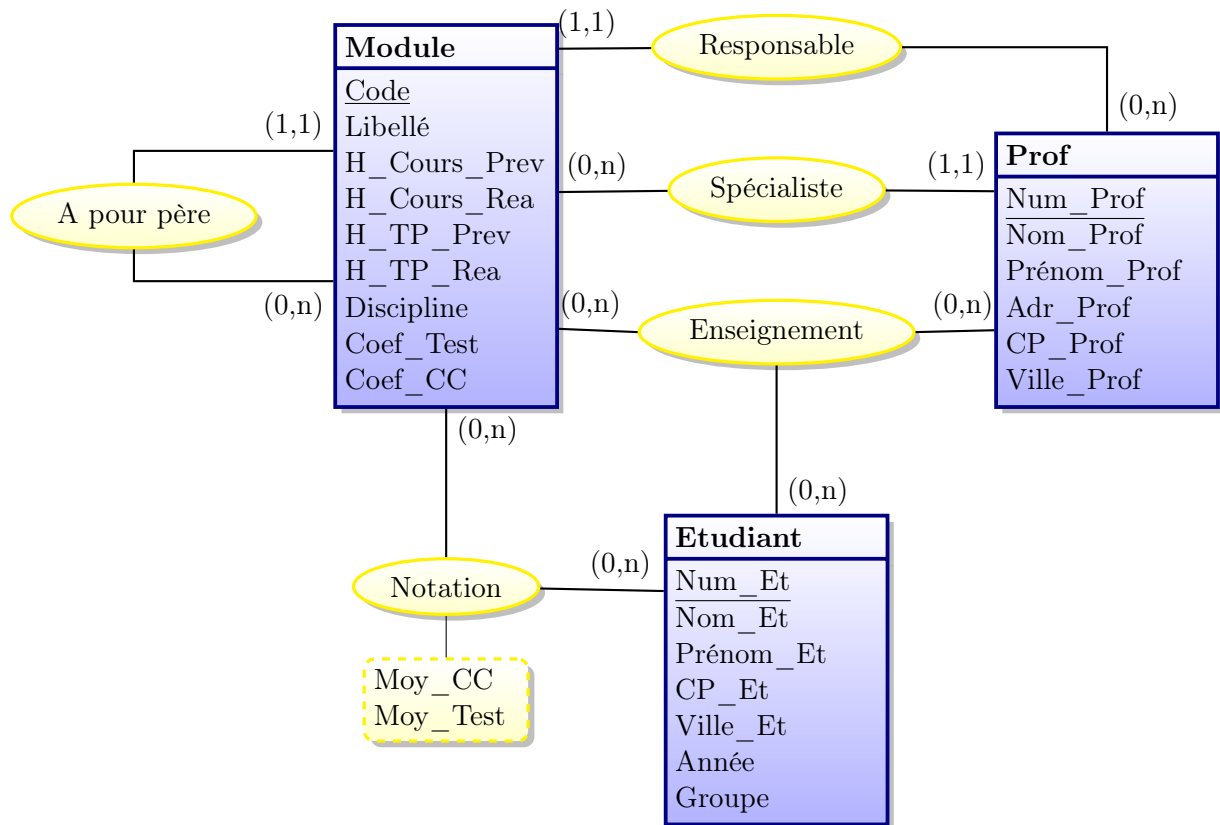 (1,1)
Responsable
(0,n)
Module
Code
Libellé
H_Cours_Prev
H_Cours_Rea
H_TP_Prev
H_TP_Rea
Discipline
Coef_Test
Coef_CC
(1,1)
A pour père
(0,n)
(0,n)
Spécialiste
(1,1)
Prof
Num_Prof
Nom_Prof
Prénom_Prof
Adr_Prof
CP_Prof
Ville_Prof
(0,n)
Enseignement
(0,n)
(0,n)
(0,n)
Notation
(0,n)
Moy_CC
Moy_Test
Etudiant
Num_Et
Nom_Et
Prénom_Et
CP_Et
Ville_Et
Année
Groupe